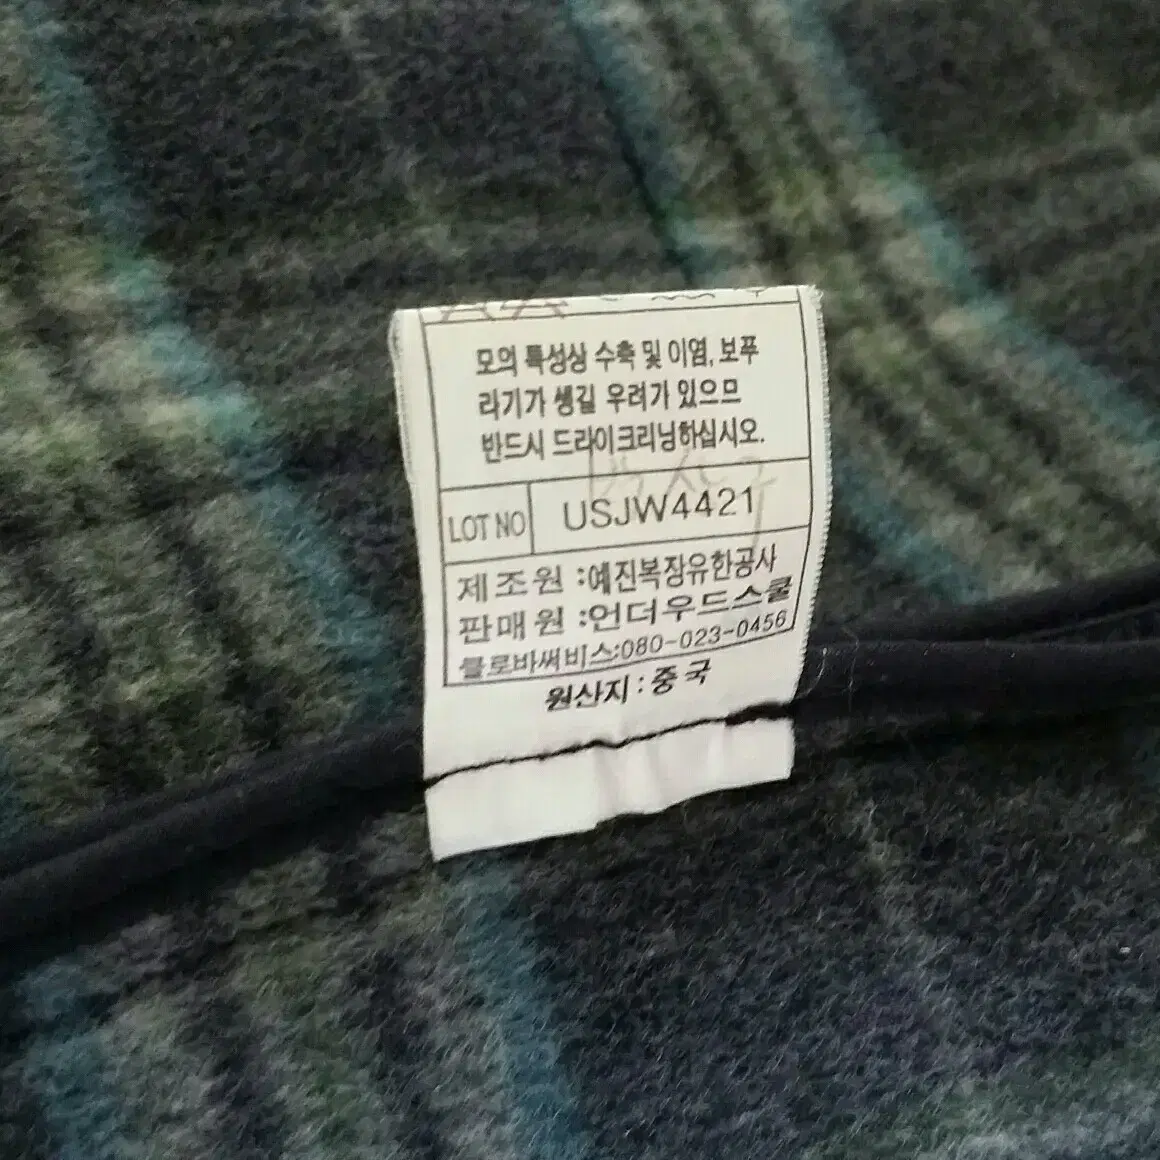 모의 특성상 수축 및 이염, 보푸
라기가 생길 우려가 있으므
반드시 드라이크리닝하십시오.
LOT NO USJW4421
제조원 :예진복장유한공사
판매원 :언더우드스쿨
클로바써비스:080-023-0456
원산지 : 중국